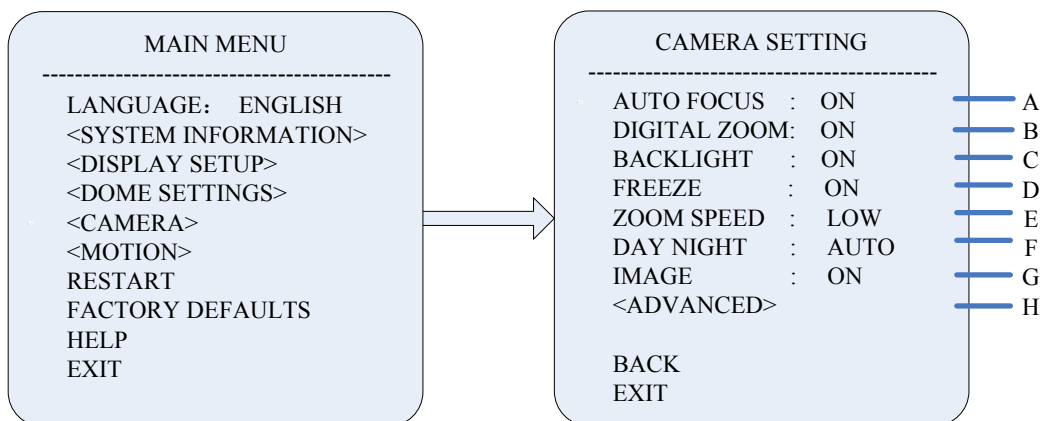 MAIN MENU
-------------------------------------------
LANGUAGE： ENGLISH
<SYSTEM INFORMATION>
<DISPLAY SETUP>
<DOME SETTINGS>
<CAMERA>
<MOTION>
RESTART
FACTORY DEFAULTS
HELP
EXIT
CAMERA SETTING
-------------------------------------------
AUTO FOCUS : ON A
DIGITAL ZOOM: ON B
BACKLIGHT : ON C
FREEZE : ON D
ZOOM SPEED : LOW E
DAY NIGHT : AUTO F
IMAGE : ON G
<ADVANCED> H
BACK
EXIT